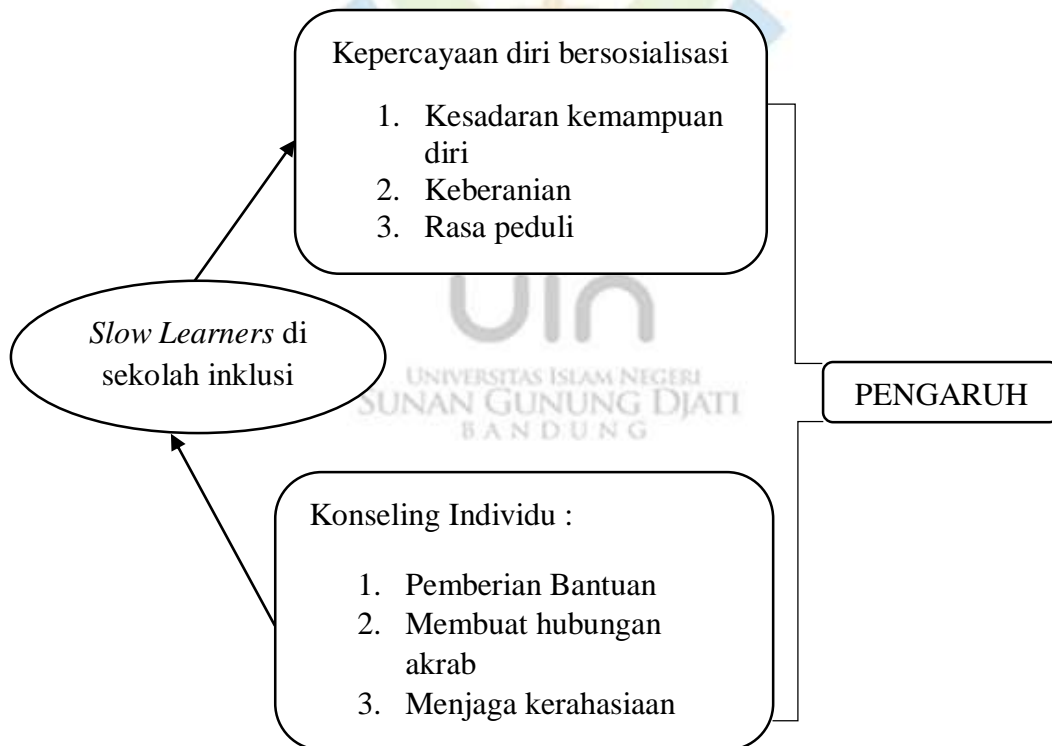 Kepercayaan diri bersosialisasi
1. Kesadaran kemampuan
diri
2. Keberanian
3. Rasa peduli
uin
Slow Learners di
sekolah inklusi
UNIVERSITAS ISLAM NEGERI
SUNAN GUNUNG DJATI
BANDUNG
PENGARUH
Konseling Individu :
1. Pemberian Bantuan
2. Membuat hubungan
akrab
3. Menjaga kerahasiaan